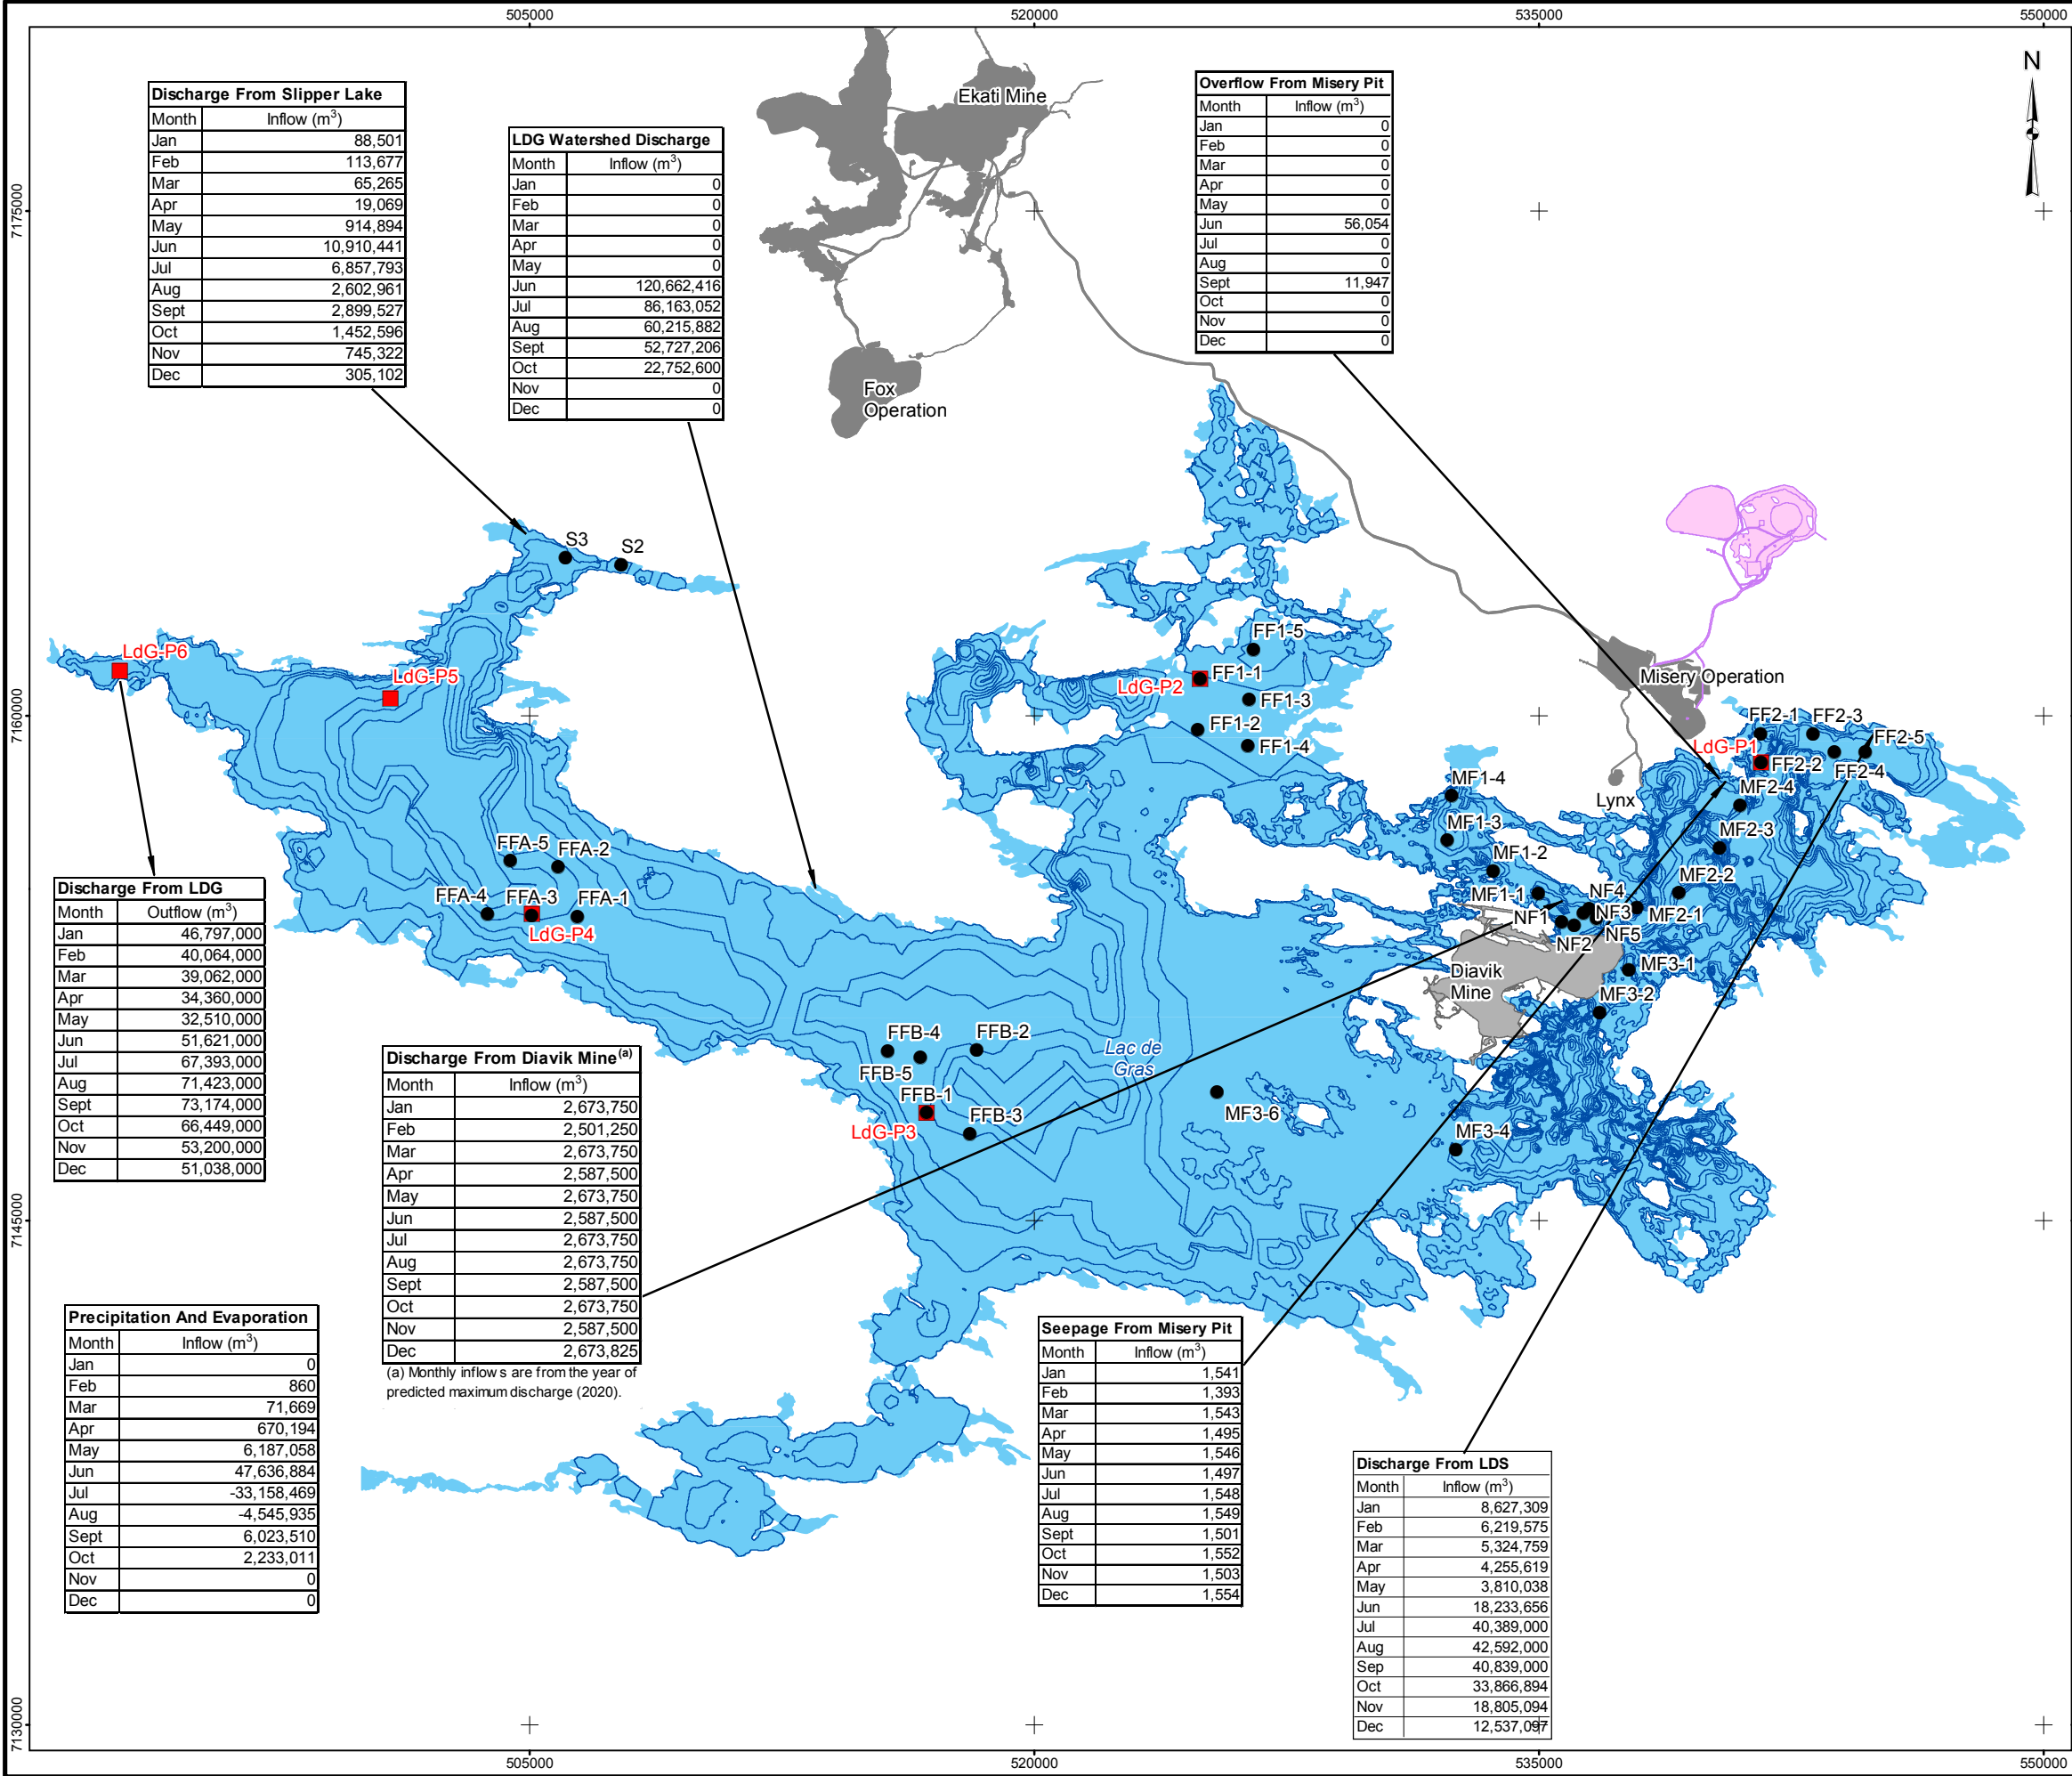 505000 520000 535000 550000
N
7175000
7160000
7145000
7130000
Ekati Mine
Fox
Operation
Discharge From Slipper Lake
Month Inflow (m³)
Jan 88,501
Feb 113,677
Mar 65,265
Apr 19,069
May 914,894
Jun 10,910,441
Jul 6,857,793
Aug 2,602,961
Sept 2,899,527
Oct 1,452,596
Nov 745,322
Dec 305,102
LDG Watershed Discharge
Month Inflow (m³)
Jan 0
Feb 0
Mar 0
Apr 0
May 0
Jun 120,662,416
Jul 86,163,052
Aug 60,215,882
Sept 52,727,206
Oct 22,752,600
Nov 0
Dec 0
Overflow From Misery Pit
Month Inflow (m³)
Jan 0
Feb 0
Mar 0
Apr 0
May 0
Jun 56,054
Jul 0
Aug 0
Sept 11,947
Oct 0
Nov 0
Dec 0
S3
S2
LdG-P6
LdG-P5
FF1-5
FF1-1
LdG-P2
FF1-3
FF1-2
FF1-4
Misery Operation
FF2-1
FF2-3
FF2-5
LdG-P1
FF2-2
FF2-4
Lynx
MF2-4
MF2-3
MF1-4
MF1-3
MF1-2
MF1-1
MF2-2
NF4
NF1
NF3
MF2-1
NF5
NF2
MF3-1
MF3-2
Diavik
Mine
FFA-5
FFA-2
FFA-4
FFA-3
FFA-1
LdG-P4
FFB-4
FFB-2
FFB-5
FFB-1
FFB-3
LdG-P3
Lac de
Gras
MF3-6
MF3-4
Discharge From LDG
Month Outflow (m³)
Jan 46,797,000
Feb 40,064,000
Mar 39,062,000
Apr 34,360,000
May 32,510,000
Jun 51,621,000
Jul 67,393,000
Aug 71,423,000
Sept 73,174,000
Oct 66,449,000
Nov 53,200,000
Dec 51,038,000
Discharge From Diavik Mine(a)
Month Inflow (m³)
Jan 2,673,750
Feb 2,501,250
Mar 2,673,750
Apr 2,587,500
May 2,673,750
Jun 2,587,500
Jul 2,673,750
Aug 2,673,750
Sept 2,587,500
Oct 2,673,750
Nov 2,587,500
Dec 2,673,825
(a) Monthly inflows are from the year of
predicted maximum discharge (2020).
Precipitation And Evaporation
Month Inflow (m³)
Jan 0
Feb 860
Mar 71,669
Apr 670,194
May 6,187,058
Jun 47,636,884
Jul -33,158,469
Aug -4,545,935
Sept 6,023,510
Oct 2,233,011
Nov 0
Dec 0
Seepage From Misery Pit
Month Inflow (m³)
Jan 1,541
Feb 1,393
Mar 1,543
Apr 1,495
May 1,546
Jun 1,497
Jul 1,548
Aug 1,549
Sept 1,501
Oct 1,552
Nov 1,503
Dec 1,554
Discharge From LDS
Month Inflow (m³)
Jan 8,627,309
Feb 6,219,575
Mar 5,324,759
Apr 4,255,619
May 3,810,038
Jun 18,233,656
Jul 40,389,000
Aug 42,592,000
Sep 40,839,000
Oct 33,866,894
Nov 18,805,094
Dec 12,537,097
505000 520000 535000 550000